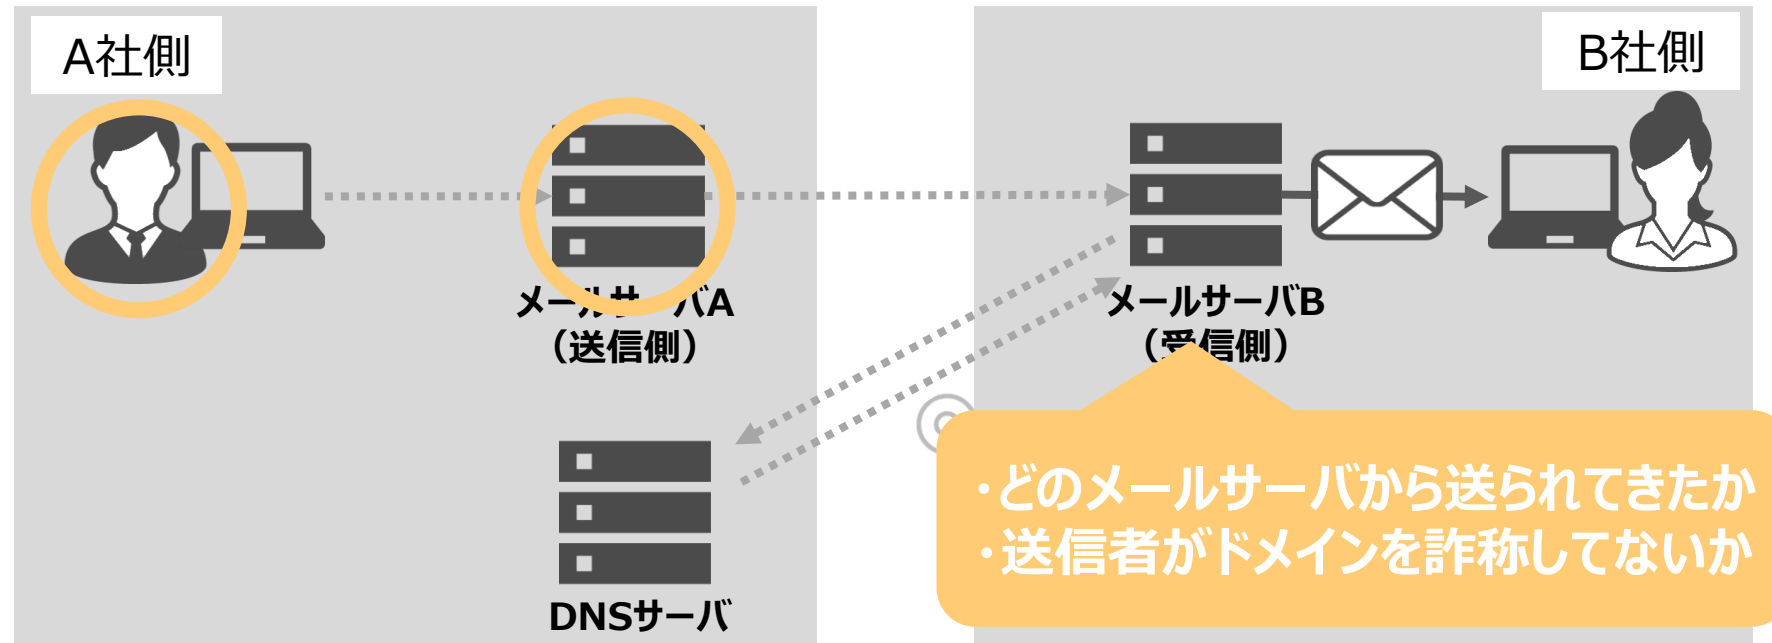 A社側
B社側
メールサーバA
（送信側）
メールサーバB
（受信側）
・どのメールサーバから送られてきたか
・送信者がドメインを詐称してないか
DNSサーバ